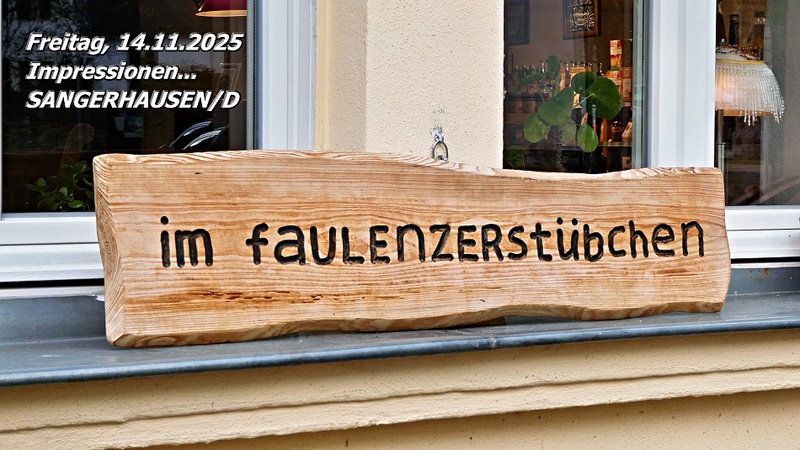 Freitag, 14.11.2025
Impressionen...
SANGERHAUSEN/D
im fAULENZERstübchen